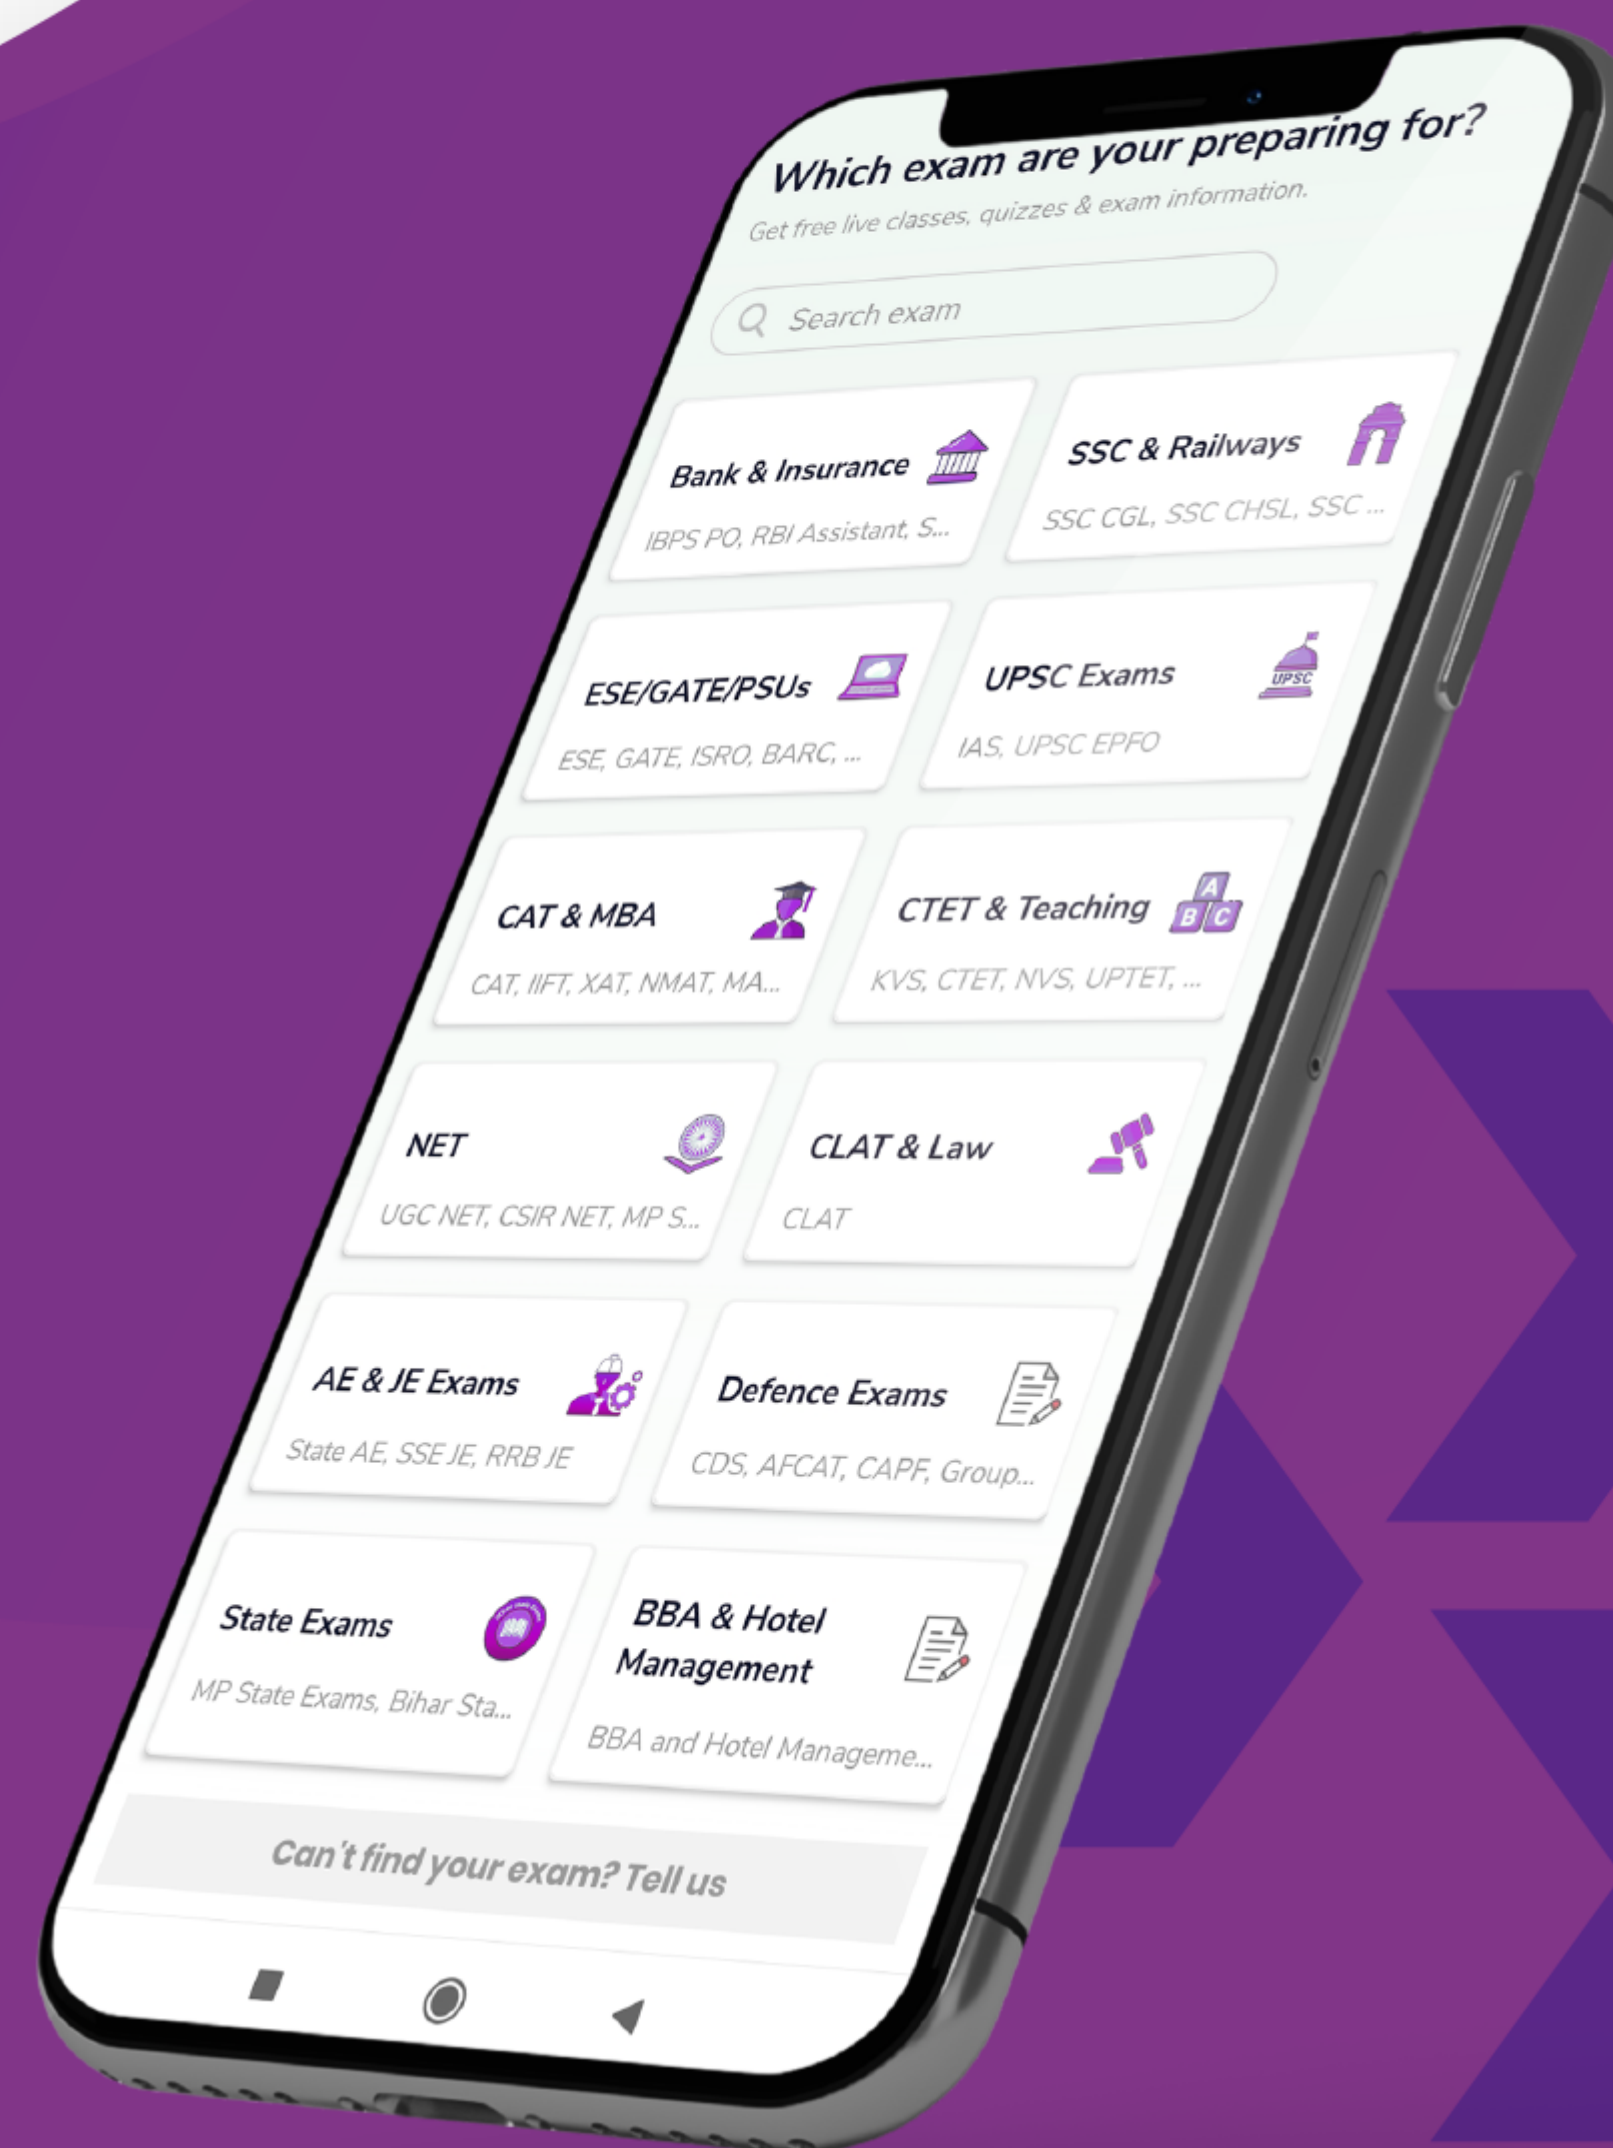 Which exam are your preparing for?
Get free live classes, quizzes & exam information.
Search exam
Bank & Insurance
IBPS PO, RBI Assistant, S...
SSC & Railways
SSC CGL, SSC CHSL, SSC ...
ESE/GATE/PSUs
ESE, GATE, ISRO, BARC, ...
UPSC Exams
UPSC
IAS, UPSC EPFO
CAT & MBA
CAT, IIFT, XAT, NMAT, MA...
CTET & Teaching
A
B C
KVS, CTET, NVS, UPTET, ...
NET
UGC NET, CSIR NET, MP S...
CLAT & Law
CLAT
AE & JE Exams
State AE, SSE JE, RRB JE
Defence Exams
CDS, AFCAT, CAPF, Group...
State Exams
MP State Exams, Bihar Sta...
BBA & Hotel
Management
BBA and Hotel Manageme...
Can't find your exam? Tell us